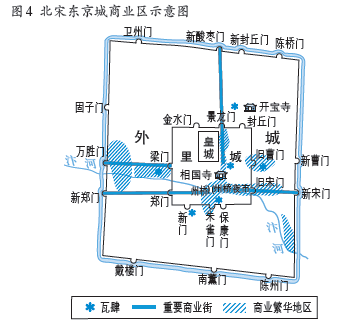 图4 北宋东京城商业区示意图
卫州门
新酸枣门
新封丘门
陈桥门
固子门
开宝寺
金水门
景龙门
封丘门
外
城
皇城
里
城
万胜门
梁门
旧曹门
新曹门
汴河
相国寺
州桥
旧宋门
新郑门
郑门
新宋门
新门
朱雀门
保康门
汴河
戴楼门
南薰门
陈州门
瓦肆
重要商业街
商业繁华地区